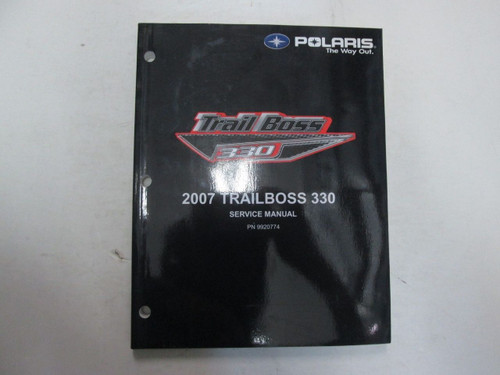 POLARIS
The Way Out.
Trail Boss
330
2007 TRAILBOSS 330
SERVICE MANUAL
PN 9920774